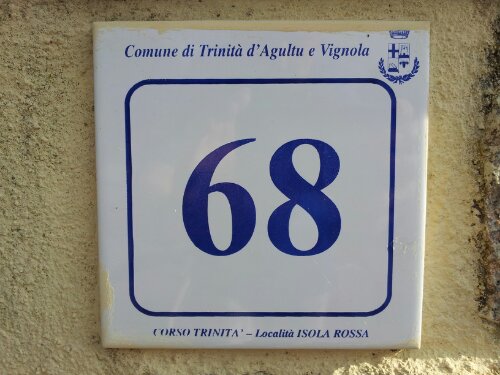 Comune di Trinità d'Agultu e Vignola
68
CORSO TRINITA' – Località ISOLA ROSSA